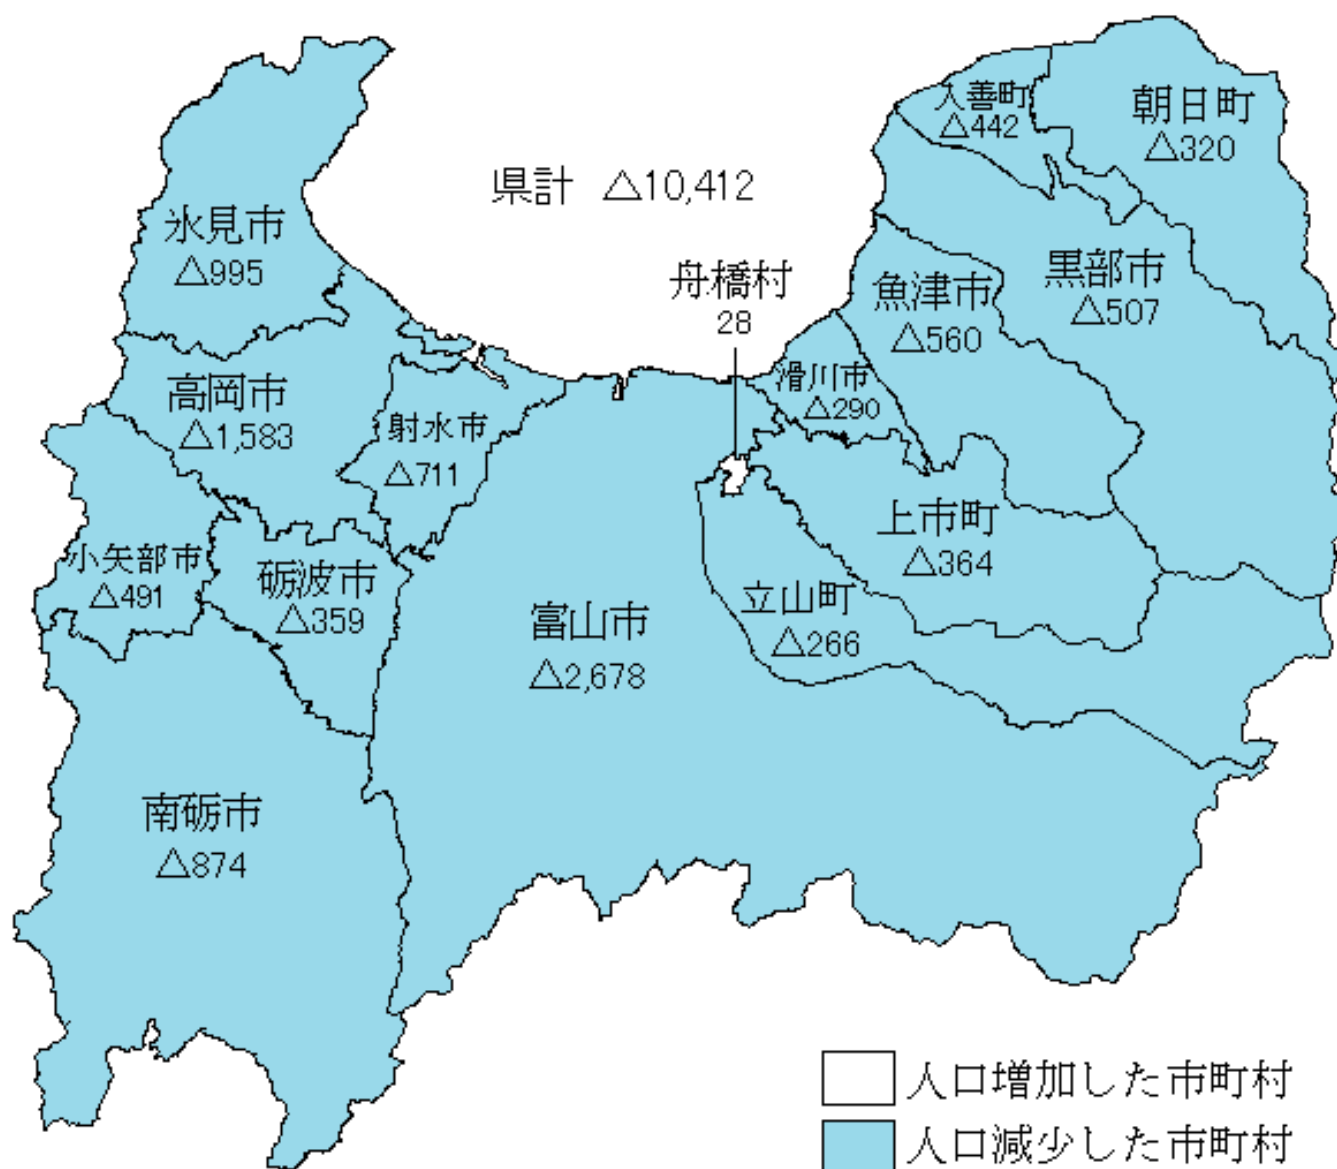 入善町
△442
朝日町
△320
県計 △10,412
氷見市
△995
舟橋村
28
魚津市
△560
黒部市
△507
高岡市
△1,583
射水市
△711
滑川市
△290
小矢部市
△491
砺波市
△359
上市町
△364
富山市
△2,678
立山町
△266
南砺市
△874
人口増加した市町村
人口減少した市町村